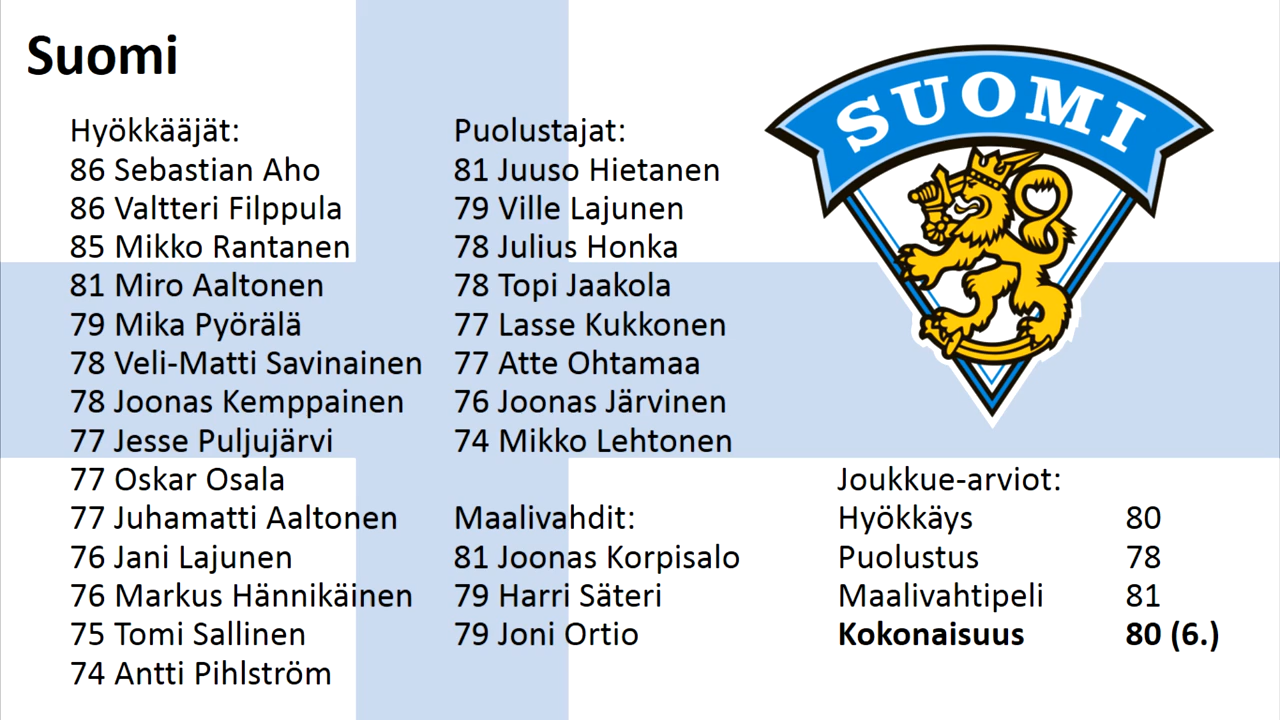 Suomi
SUOMI
Hyökkääjät:
86 Sebastian Aho
86 Valtteri Filppula
85 Mikko Rantanen
81 Miro Aaltonen
79 Mika Pyörälä
78 Veli-Matti Savinainen
78 Joonas Kemppainen
77 Jesse Puljujärvi
77 Oskar Osala
77 Juhamatti Aaltonen
76 Jani Lajunen
76 Markus Hännikäinen
75 Tomi Sallinen
74 Antti Pihlström
Puolustajat:
81 Juuso Hietanen
79 Ville Lajunen
78 Julius Honka
78 Topi Jaakola
77 Lasse Kukkonen
77 Atte Ohtamaa
76 Joonas Järvinen
74 Mikko Lehtonen
Maalivahdit:
81 Joonas Korpisalo
79 Harri Säteri
79 Joni Ortio
Joukkue-arviot:
Hyökkäys 80
Puolustus 78
Maalivahtipeli 81
Kokonaisuus 80 (6.)